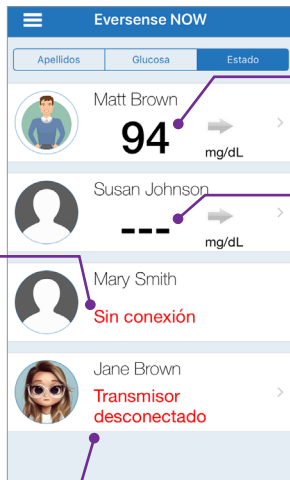 Eversense NOW
Apellidos Glucosa Estado
Matt Brown
94
mg/dL
Susan Johnson
---
mg/dL
Mary Smith
Sin conexión
Jane Brown
Transmisor
desconectado